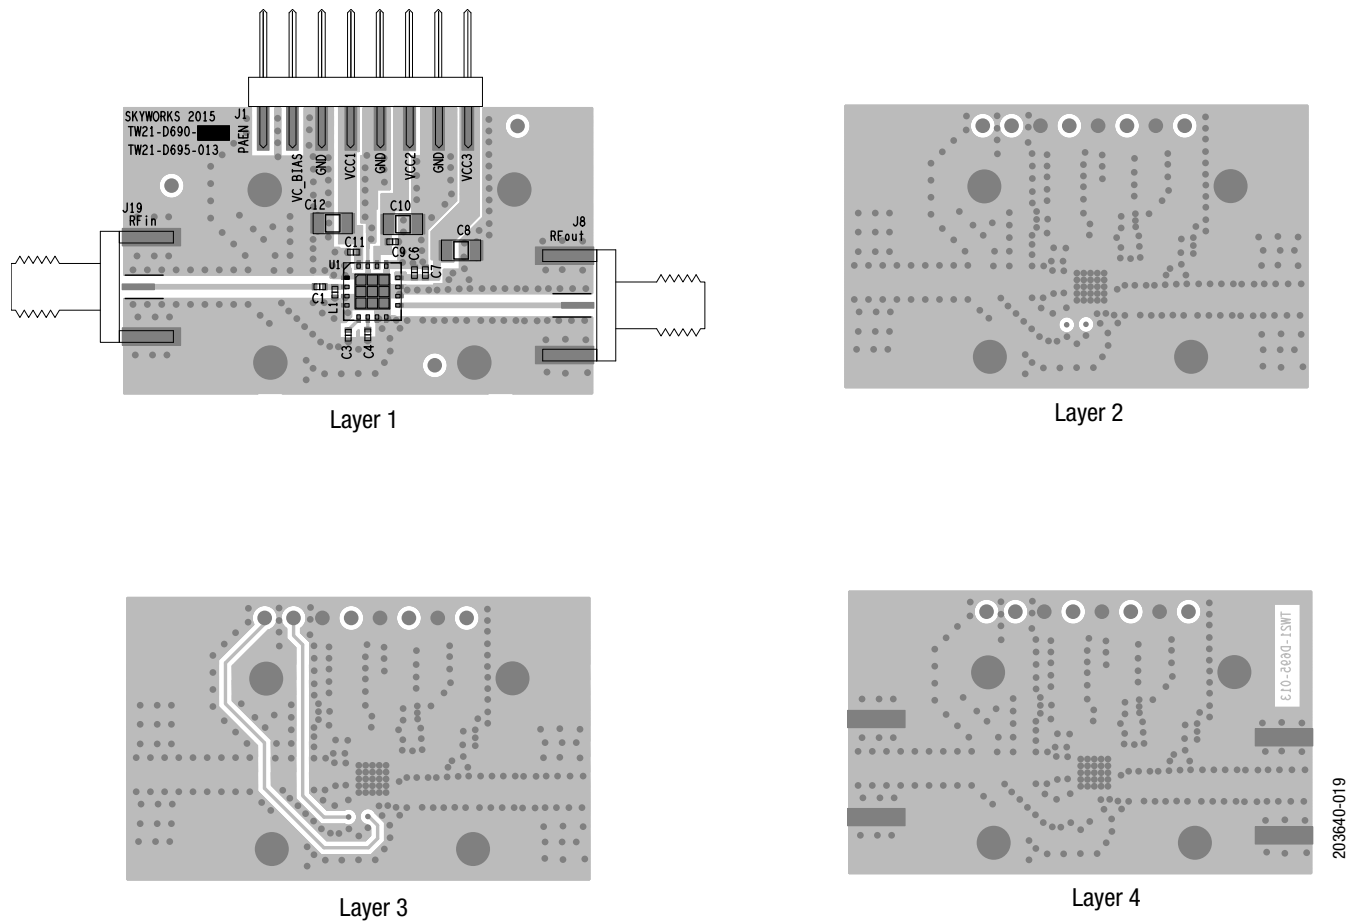 SKYWORKS 2015
TW21-D690-
TW21-D695-013
J1
PAEN
VC_BIAS
GND
VCC1
GND
VCC2
GND
VCC3
J19
RFin
C12
C10
C8
J8
RFout
C11
C9
C6
C7
U1
C1
L1
C3
C4
Layer 1
Layer 2
TW21-D695-013
Layer 3
Layer 4
203640-019